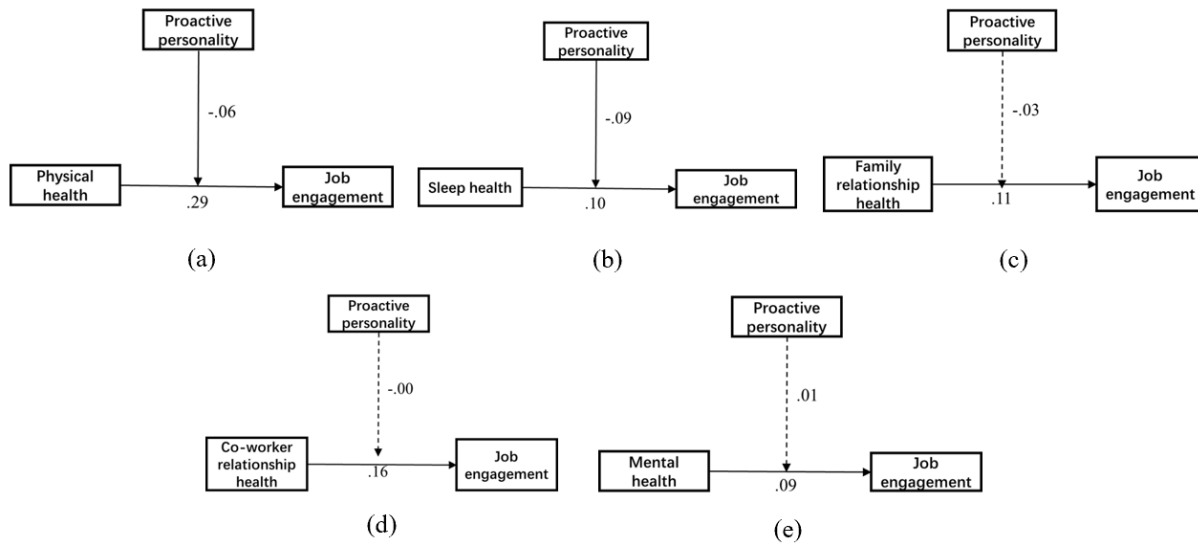 Proactive
personality
-.06
Physical
health
.29
Job
engagement
(a)
Proactive
personality
-.09
Sleep health
.10
Job
engagement
(b)
Proactive
personality
-.03
Family
relationship
health
.11
Job
engagement
(c)
Proactive
personality
-.00
Co-worker
relationship
health
.16
Job
engagement
(d)
Proactive
personality
.01
Mental
health
.09
Job
engagement
(e)